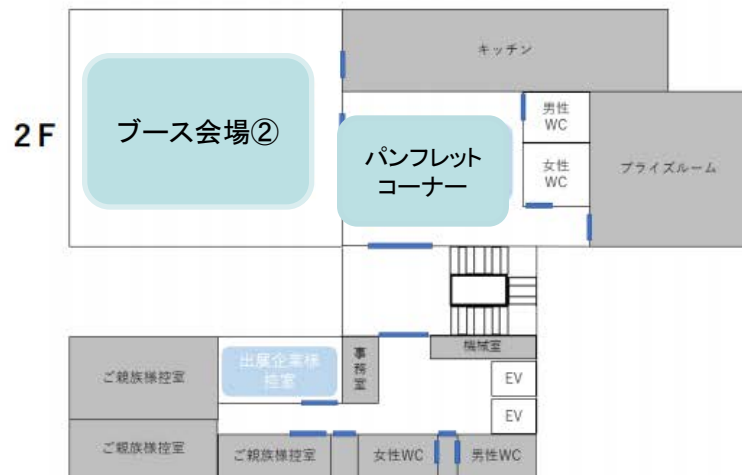 キッチン
2F
ブース会場②
パンフレット
コーナー
男性
WC
女性
WC
プライズルーム
機械室
ご親族様控室
出展企業様
控室
事
務
室
EV
EV
ご親族様控室
ご親族様控室
女性WC
男性WC